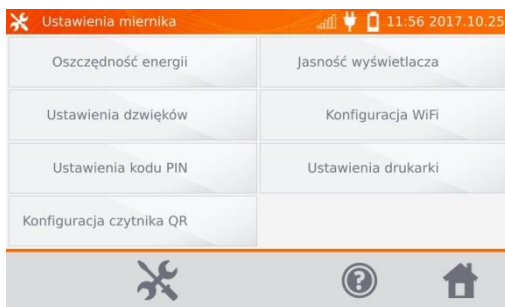 Ustawienia miernika 11:56 2017.10.25
Oszczędność energii Jasność wyświetlacza
Ustawienia dzwięków Konfiguracja WiFi
Ustawienia kodu PIN Ustawienia drukarki
Konfiguracja czytnika QR
?